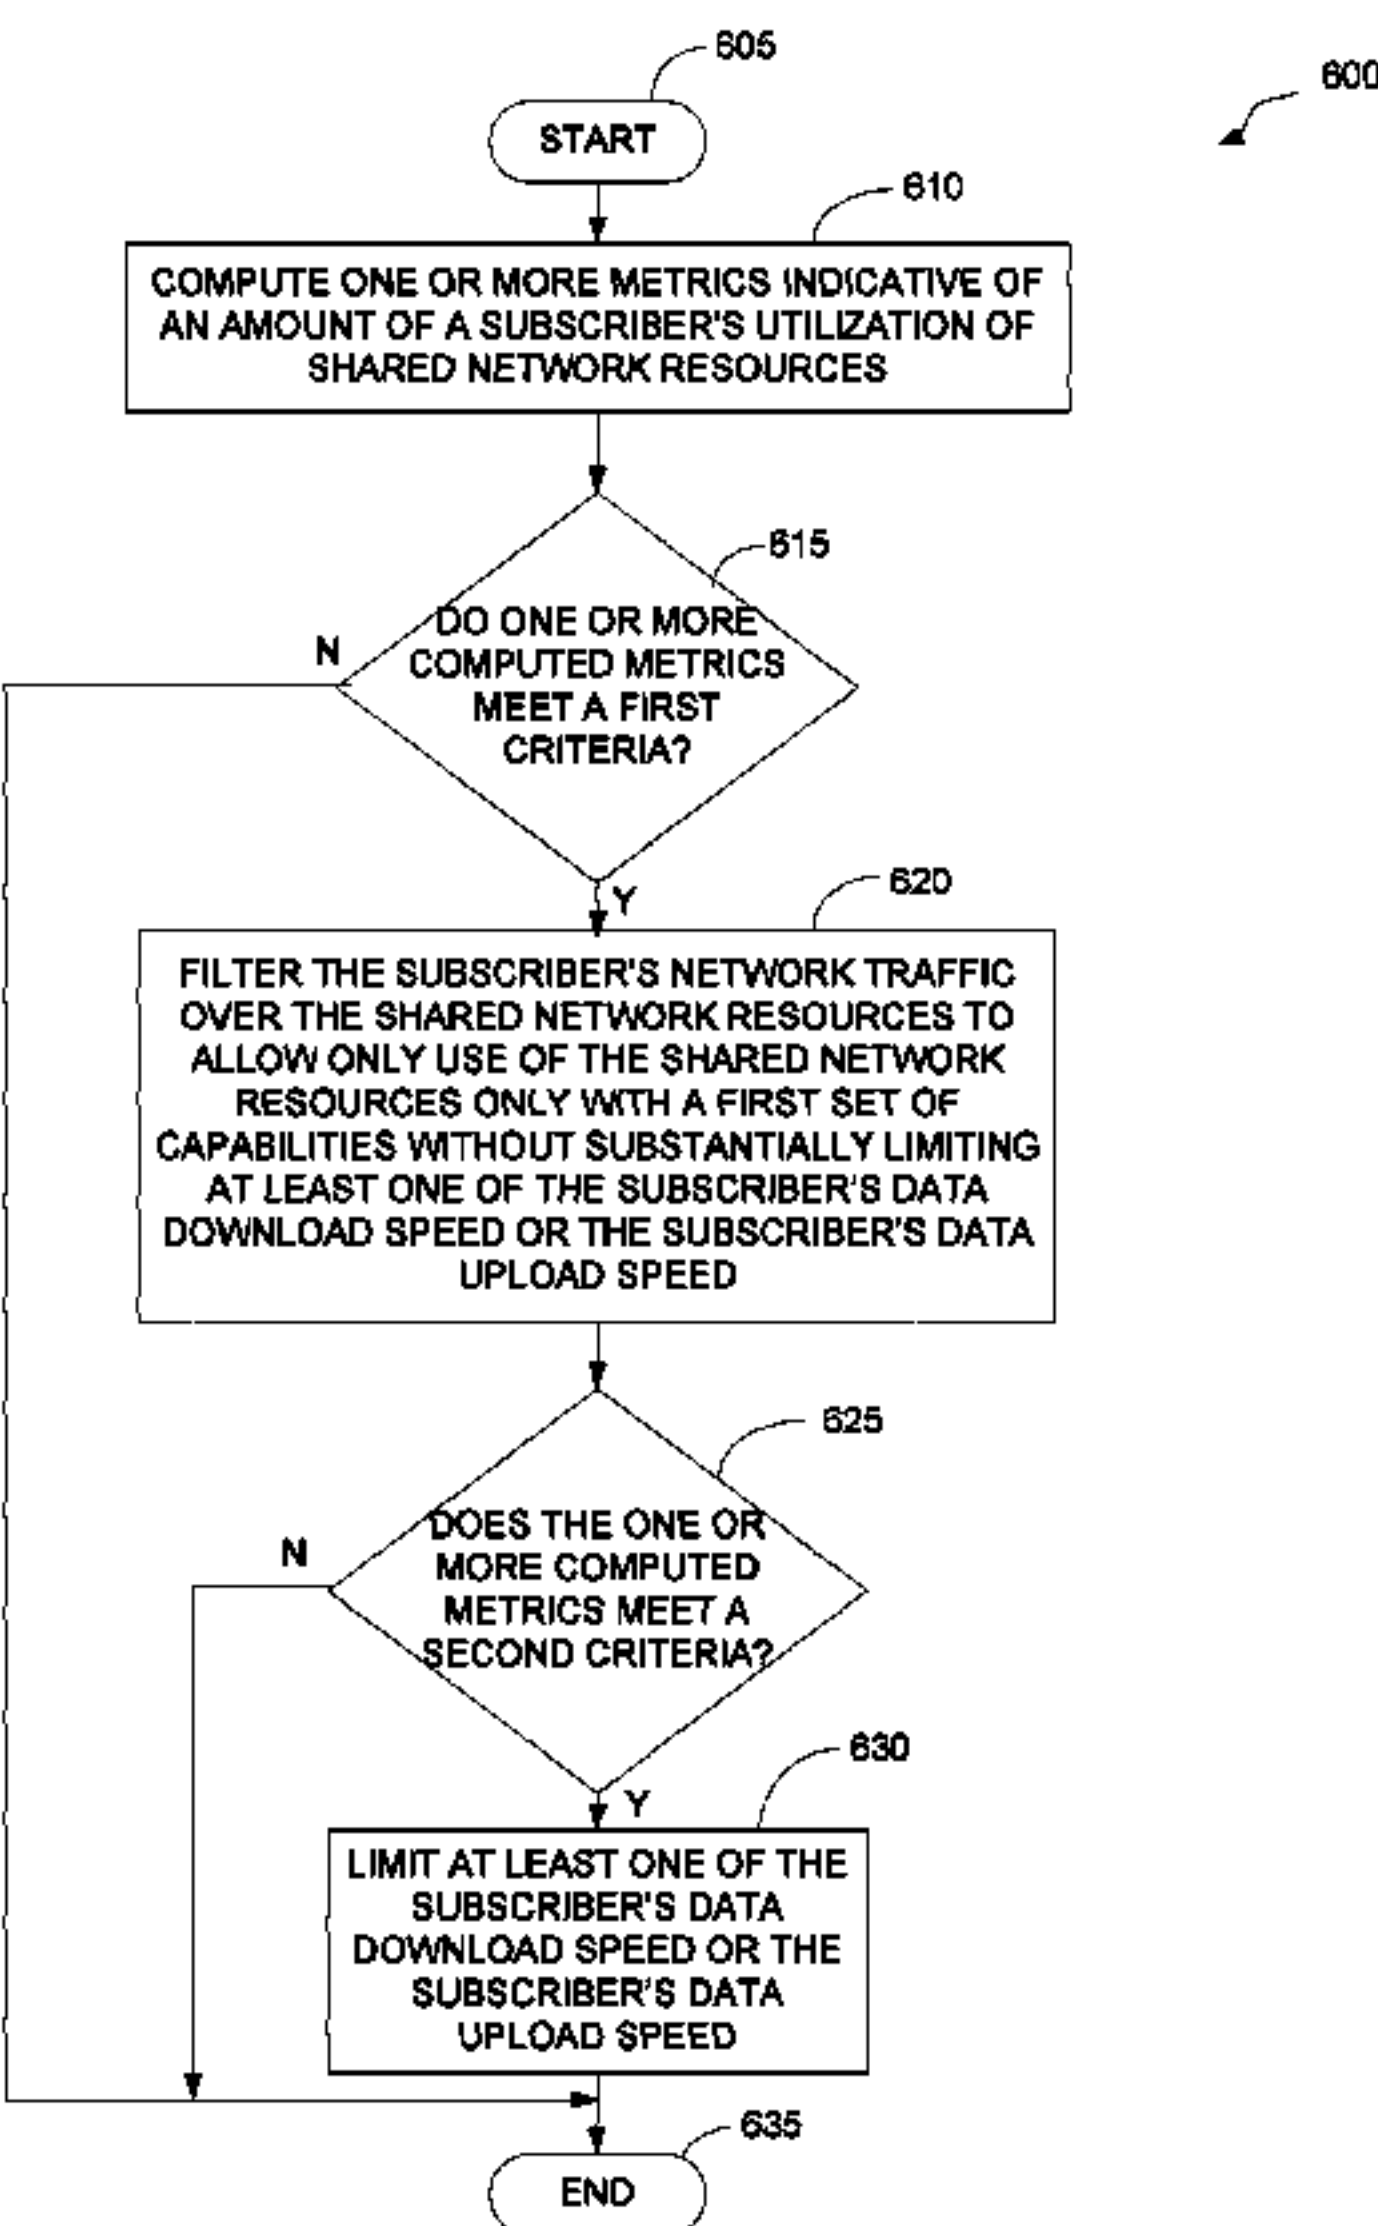 605
600
START
610
COMPUTE ONE OR MORE METRICS INDICATIVE OF
AN AMOUNT OF A SUBSCRIBER'S UTILIZATION OF
SHARED NETWORK RESOURCES
615
DO ONE OR MORE
COMPUTED METRICS
MEET A FIRST
CRITERIA?
N
Y
620
FILTER THE SUBSCRIBER'S NETWORK TRAFFIC
OVER THE SHARED NETWORK RESOURCES TO
ALLOW ONLY USE OF THE SHARED NETWORK
RESOURCES ONLY WITH A FIRST SET OF
CAPABILITIES WITHOUT SUBSTANTIALLY LIMITING
AT LEAST ONE OF THE SUBSCRIBER'S DATA
DOWNLOAD SPEED OR THE SUBSCRIBER'S DATA
UPLOAD SPEED
625
DOES THE ONE OR
MORE COMPUTED
METRICS MEET A
SECOND CRITERIA?
N
Y
630
LIMIT AT LEAST ONE OF THE
SUBSCRIBER'S DATA
DOWNLOAD SPEED OR THE
SUBSCRIBER'S DATA
UPLOAD SPEED
635
END